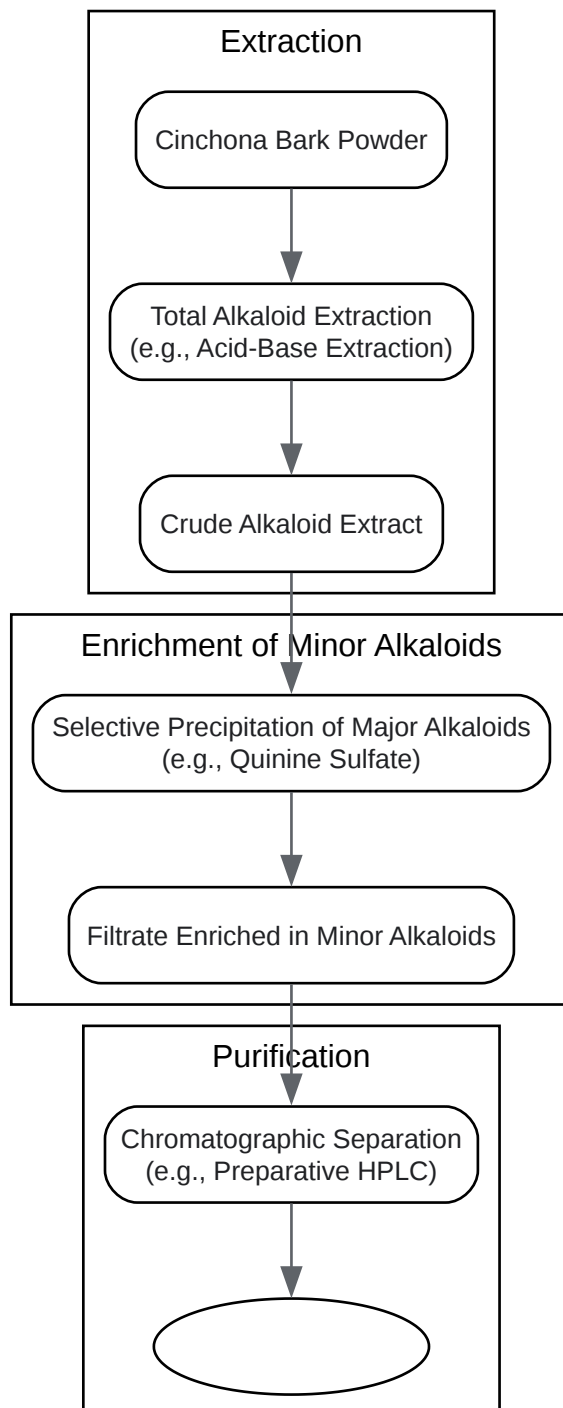 Extraction
Cinchona Bark Powder
Total Alkaloid Extraction
(e.g., Acid-Base Extraction)
Crude Alkaloid Extract
Enrichment of Minor Alkaloids
Selective Precipitation of Major Alkaloids
(e.g., Quinine Sulfate)
Filtrate Enriched in Minor Alkaloids
Purification
Chromatographic Separation
(e.g., Preparative HPLC)